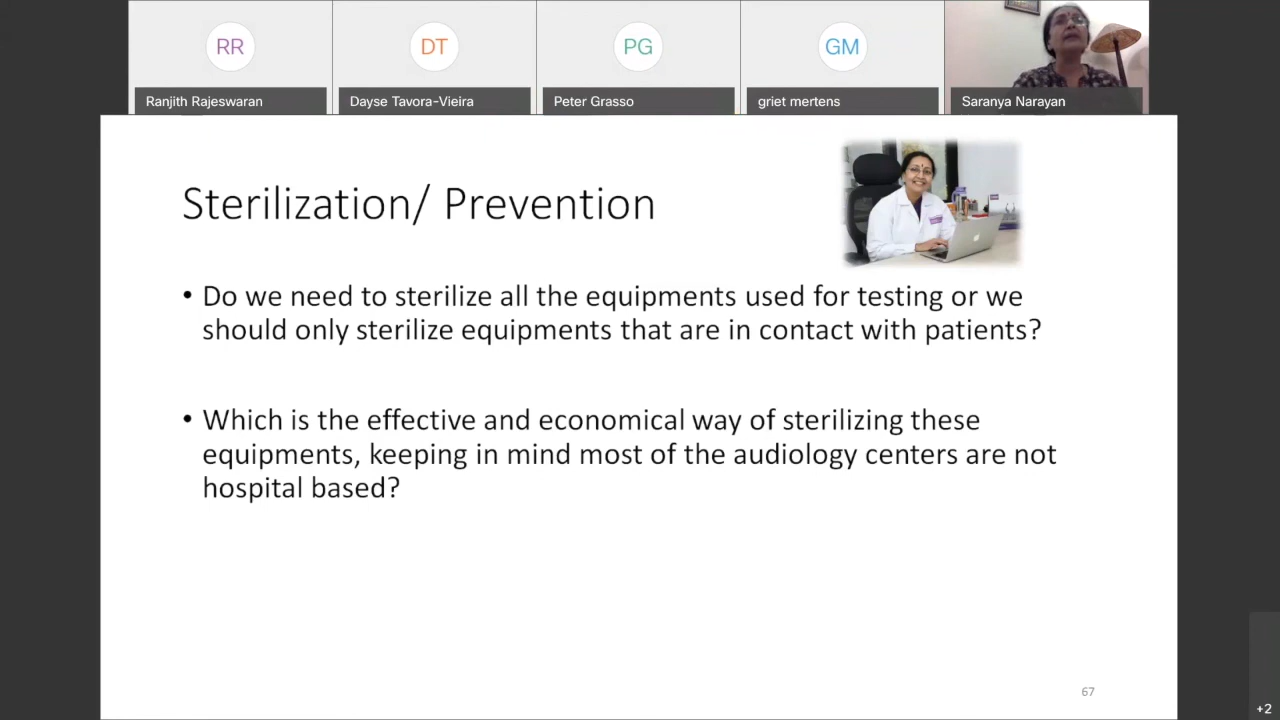 RR
DT
PG
GM
Ranjith Rajeswaran
Dayse Tavora-Vieira
Peter Grasso
griet mertens
Saranya Narayan
Sterilization/ Prevention
• Do we need to sterilize all the equipments used for testing or we
should only sterilize equipments that are in contact with patients?
• Which is the effective and economical way of sterilizing these
equipments, keeping in mind most of the audiology centers are not
hospital based?
67
+2